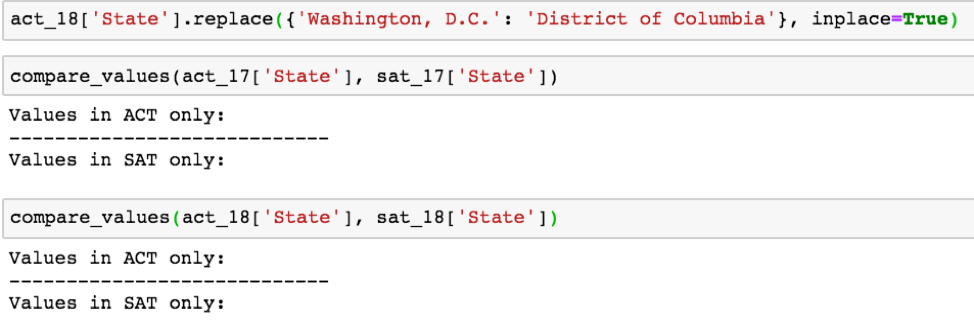 act_18['State'].replace({'Washington, D.C.': 'District of Columbia'}, inplace=True)
compare_values(act_17['State'], sat_17['State'])
Values in ACT only:
----------------------------
Values in SAT only:
compare_values(act_18['State'], sat_18['State'])
Values in ACT only:
----------------------------
Values in SAT only: